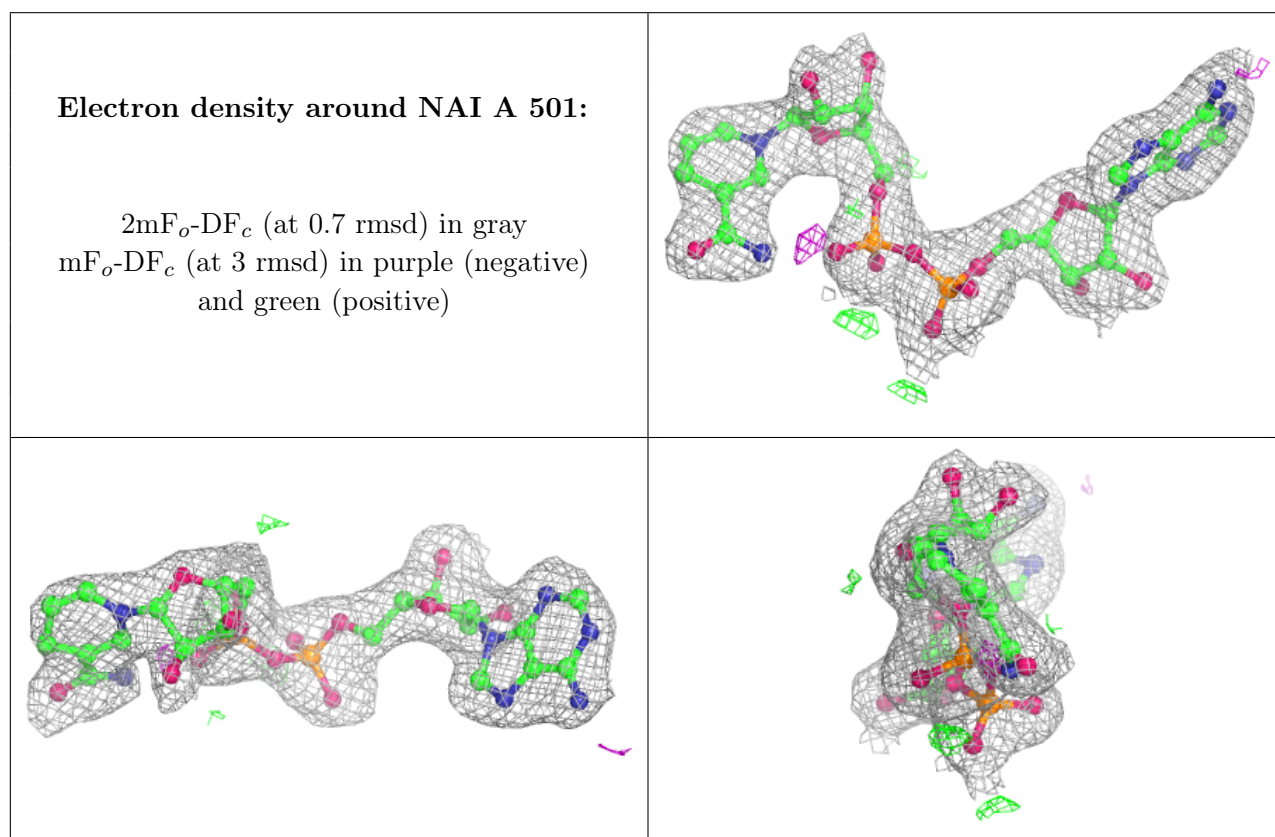 Electron density around NAI A 501:
2mFo-DFc (at 0.7 rmsd) in gray
mFo-DFc (at 3 rmsd) in purple (negative)
and green (positive)